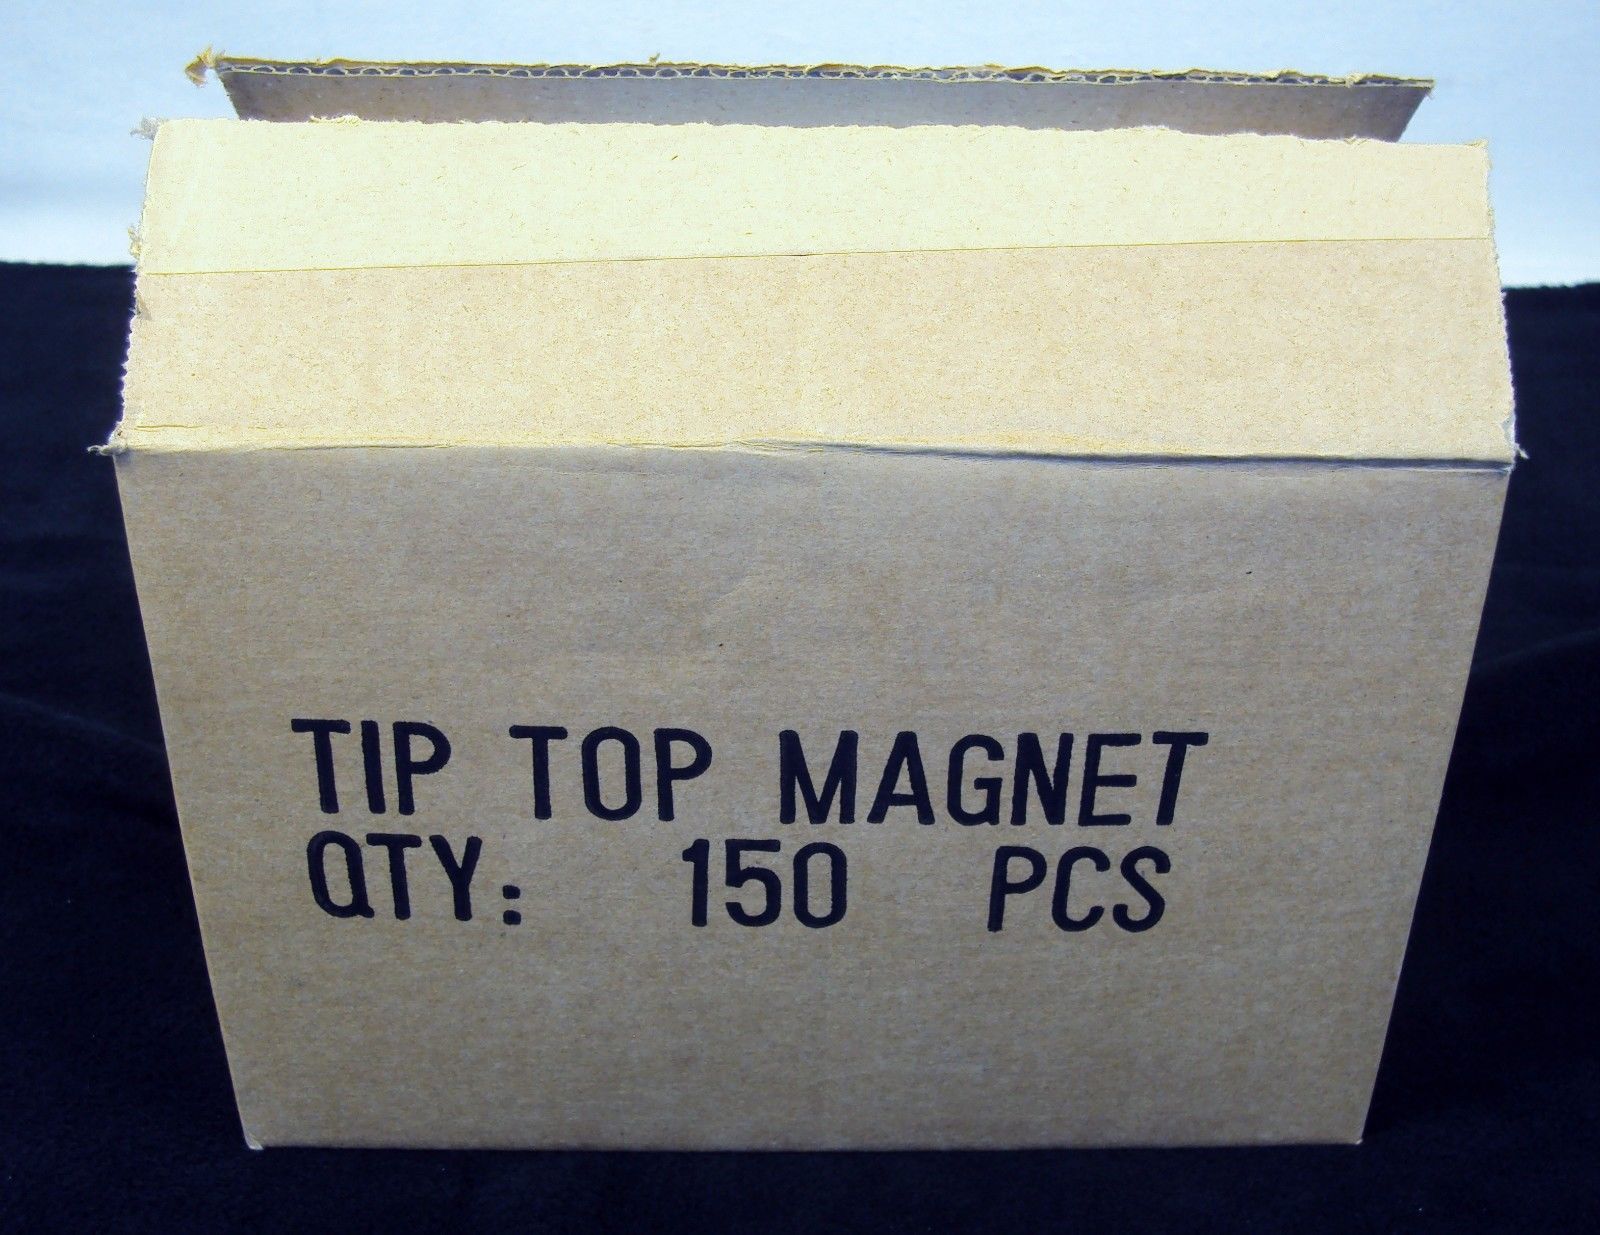 TIP TOP MAGNET
QTY: 150 PCS